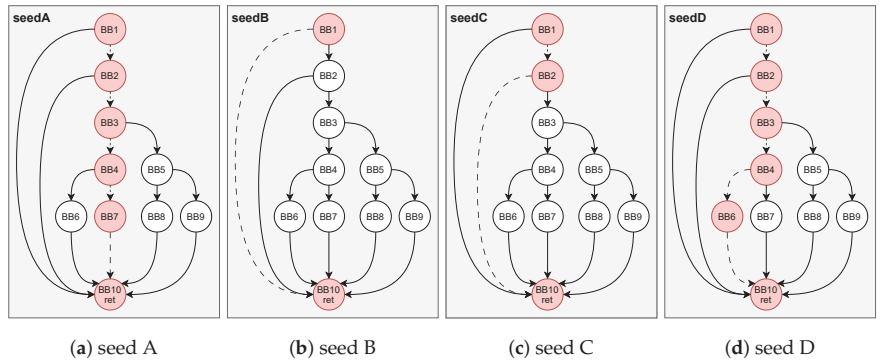 seedA
BB1
BB2
BB3
BB4
BB5
BB6
BB7
BB8
BB9
BB10
ret
(a) seed A
seedB
BB1
BB2
BB3
BB4
BB5
BB6
BB7
BB8
BB9
BB10
ret
(b) seed B
seedC
BB1
BB2
BB3
BB4
BB5
BB6
BB7
BB8
BB9
BB10
ret
(c) seed C
seedD
BB1
BB2
BB3
BB4
BB5
BB6
BB7
BB8
BB9
BB10
ret
(d) seed D